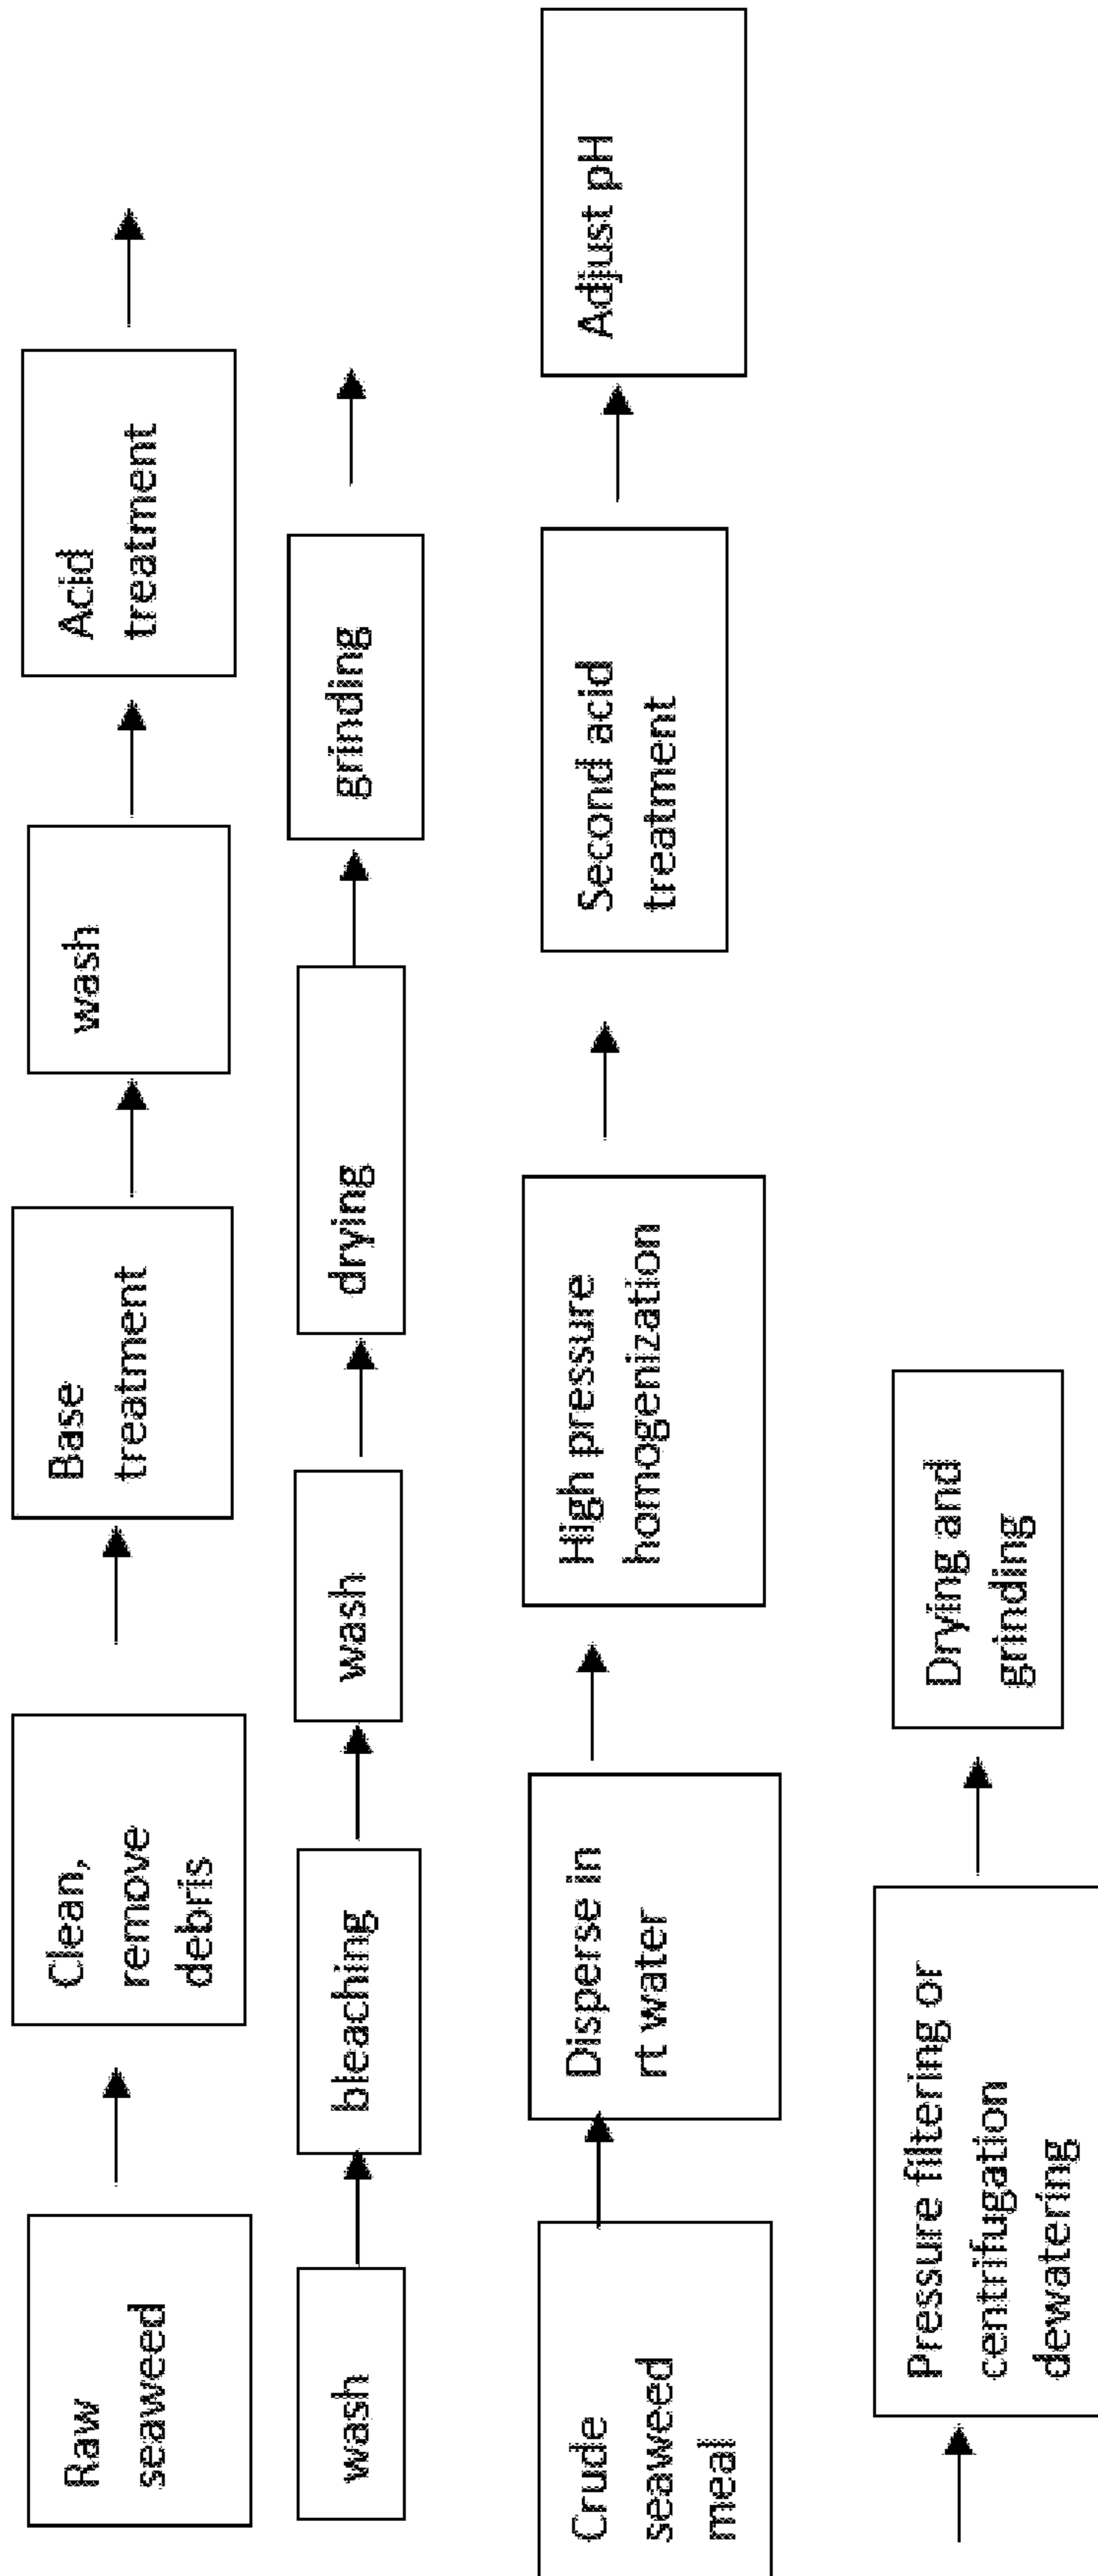 Raw
seaweed
Clean,
remove
debris
Base
treatment
wash
Acid
treatment
wash
bleaching
wash
drying
grinding
Crude
seaweed
meal
Disperse in
rt water
High pressure
homogenization
Second acid
treatment
Adjust pH
Pressure filtering or
centrifugation
dewatering
Drying and
grinding